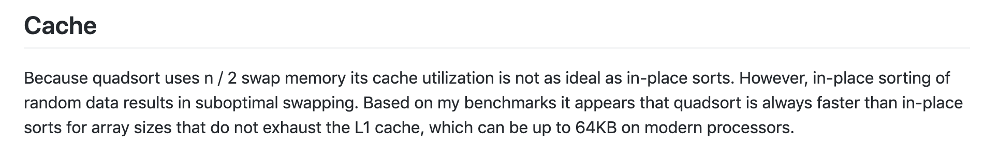 Cache
Because quadsort uses n / 2 swap memory its cache utilization is not as ideal as in-place sorts. However, in-place sorting of
random data results in suboptimal swapping. Based on my benchmarks it appears that quadsort is always faster than in-place
sorts for array sizes that do not exhaust the L1 cache, which can be up to 64KB on modern processors.